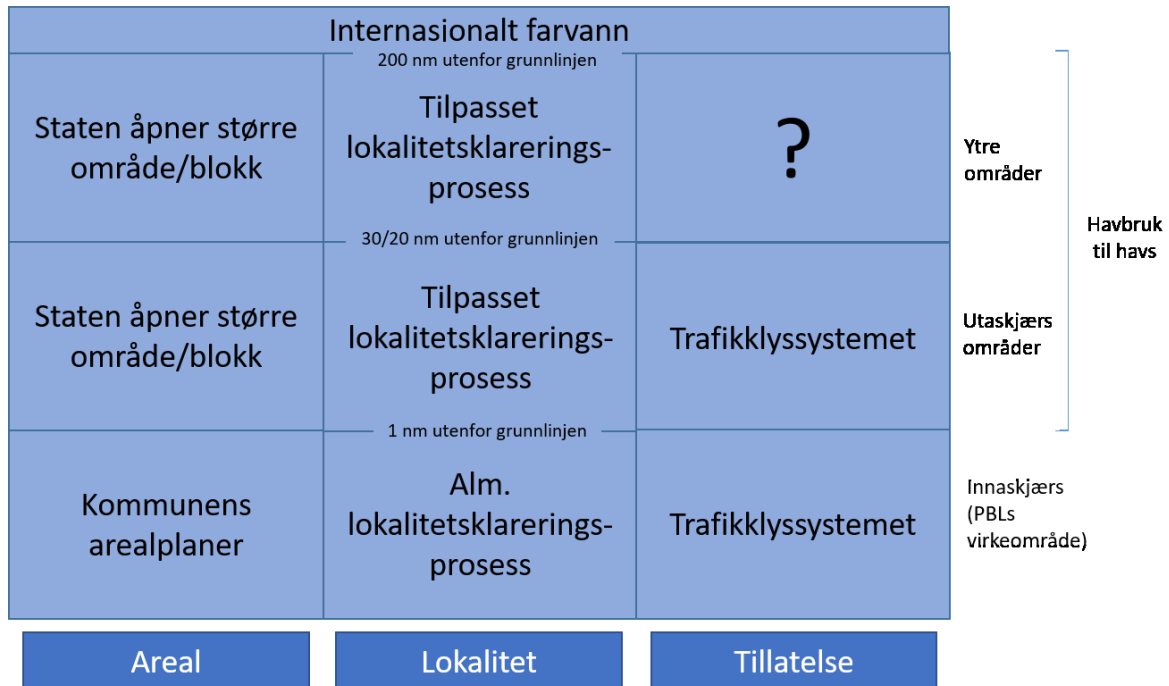 Internasjonalt farvann
200 nm utenfor grunnlinjen
Staten åpner større
område/blokk
Tilpasset
lokalitetsklarerings-
prosess
?
Ytre
områder
30/20 nm utenfor grunnlinjen
Havbruk
til havs
Staten åpner større
område/blokk
Tilpasset
lokalitetsklarerings-
prosess
Trafikklyssystemet
Utaskjærs
områder
1 nm utenfor grunnlinjen
Kommunens
arealplaner
Alm.
lokalitetsklarerings-
prosess
Trafikklyssystemet
Innaskjærs
(PBLs
virkeområde)
Areal
Lokalitet
Tillatelse